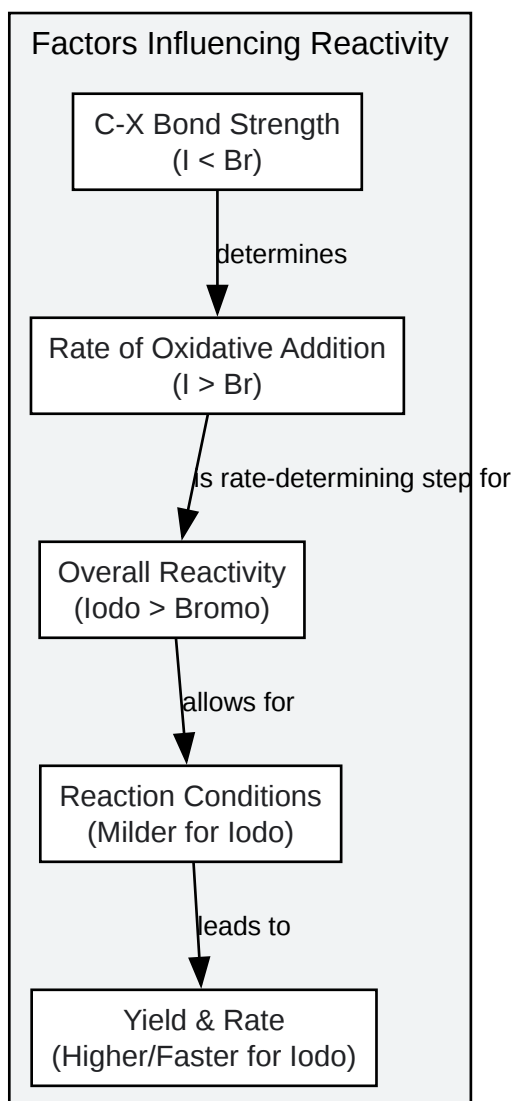 Factors Influencing Reactivity
C-X Bond Strength
(I < Br)
determines
Rate of Oxidative Addition
(I > Br)
is rate-determining step for
Overall Reactivity
(Iodo > Bromo)
allows for
Reaction Conditions
(Milder for Iodo)
leads to
Yield & Rate
(Higher/Faster for Iodo)